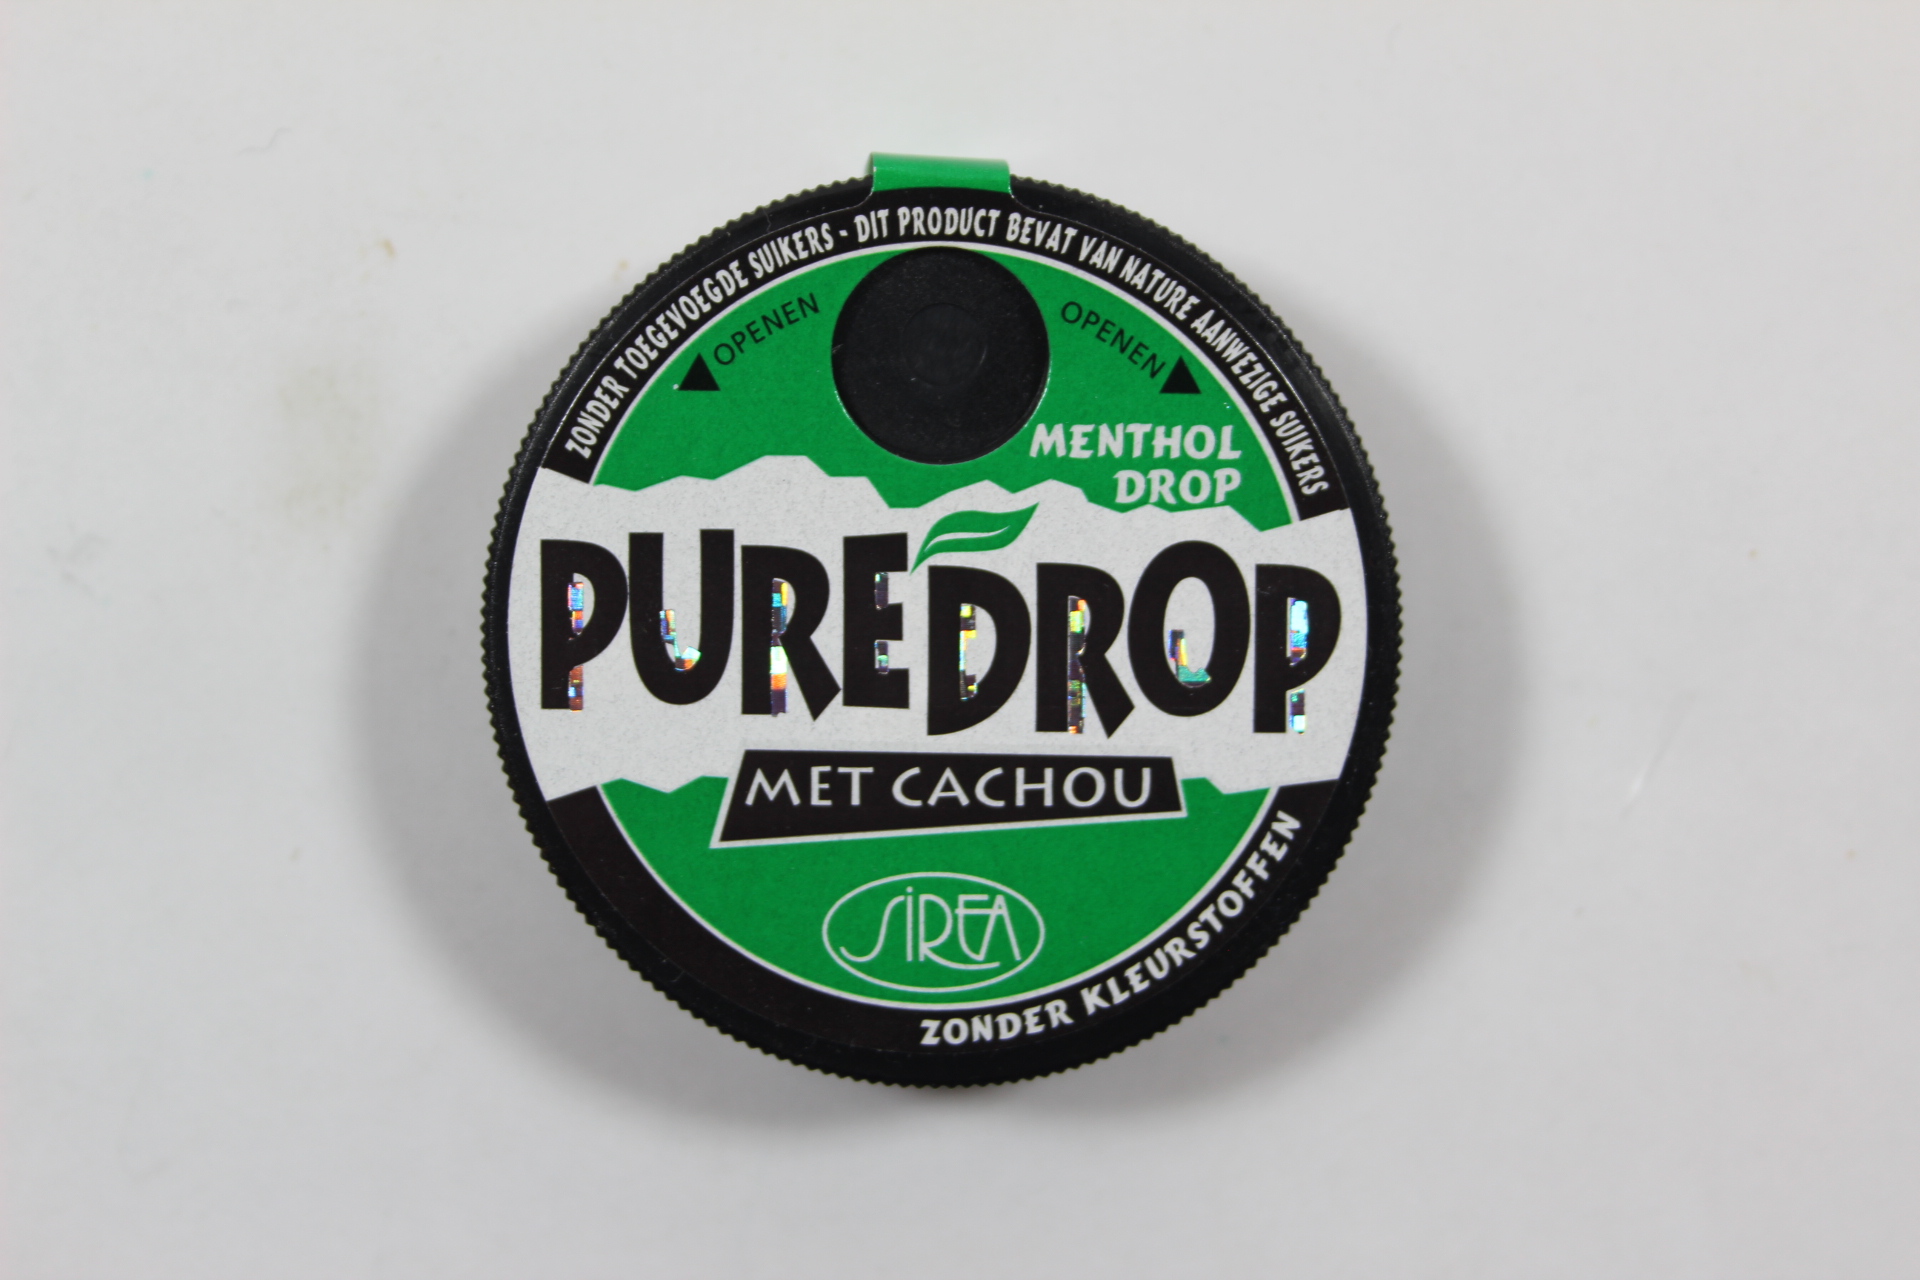 ZONDER TOEGEVOEGDE SUIKERS - DIT PRODUCT BEVAT VAN NATURE AANWEZIGE SUIKERS
OPENEN
OPENEN
MENTHOL
DROP
PUREDROP
MET CACHOU
SIREA
ZONDER KLEURSTOFFEN